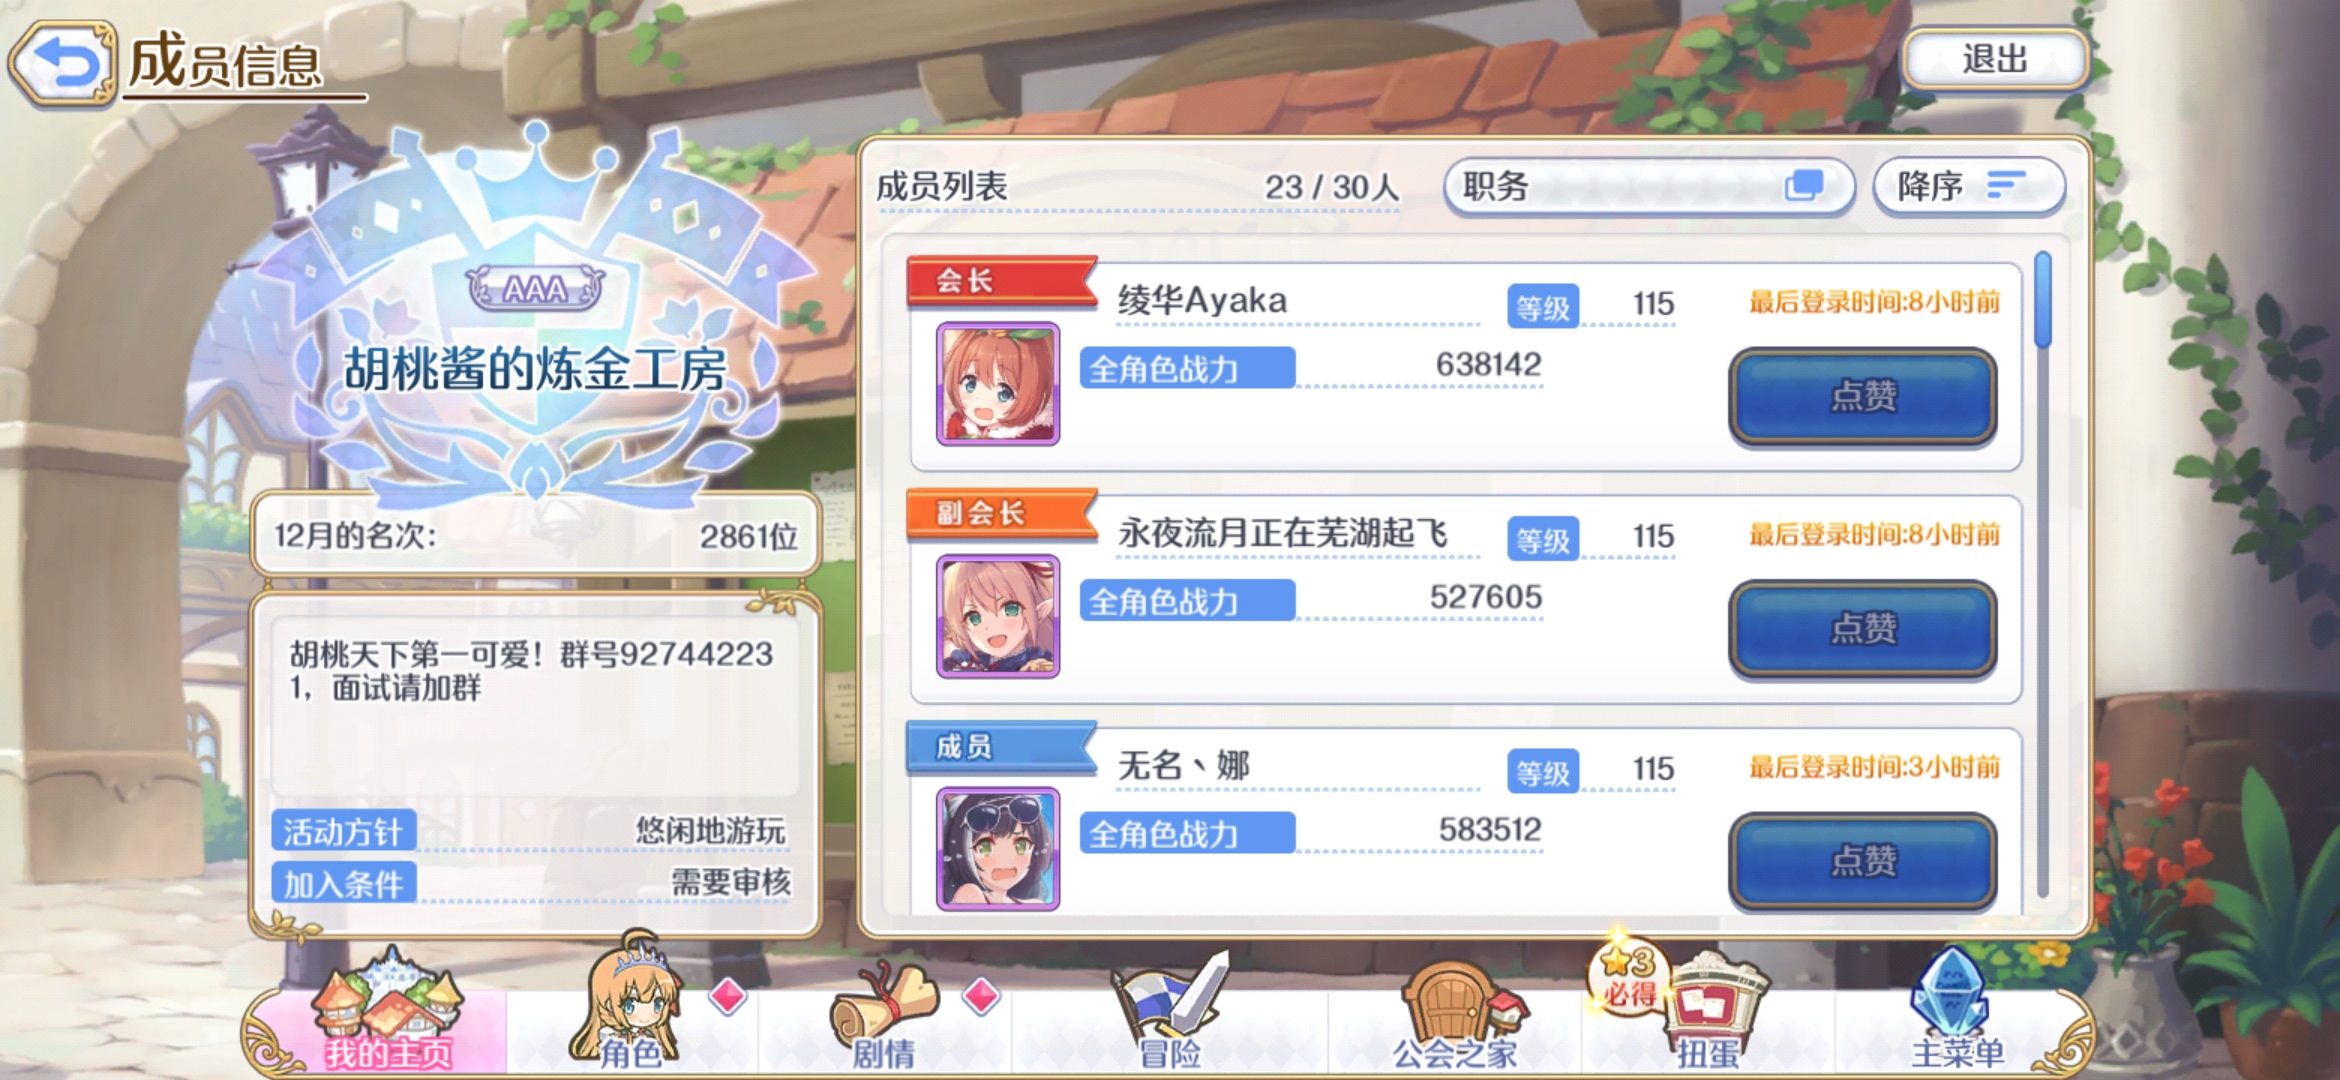 成员信息
退出
AAA
胡桃酱的炼金工房
12月的名次:
2861位
胡桃天下第一可爱！群号92744223
1，面试请加群
活动方针
悠闲地游玩
加入条件
需要审核
成员列表
23 / 30人
职务
降序
会长
绫华Ayaka
等级
115
最后登录时间:8小时前
全角色战力
638142
点赞
副会长
永夜流月正在芜湖起飞
等级
115
最后登录时间:8小时前
全角色战力
527605
点赞
成员
无名丶娜
等级
115
最后登录时间:3小时前
全角色战力
583512
点赞
我的主页
角色
剧情
冒险
公会之家
3
必得
扭蛋
主菜单